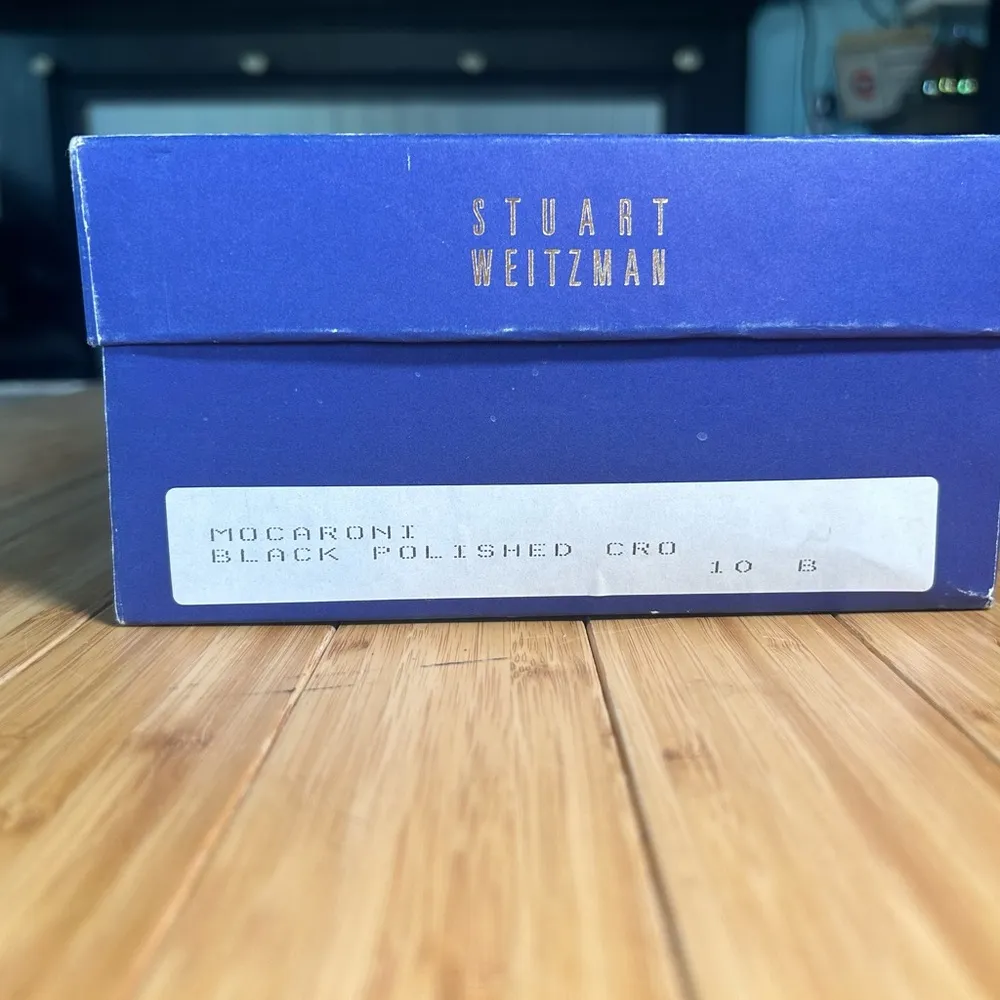 STUART
WEITZMAN
MOCARONI
BLACK POLISHED CRO
10 B